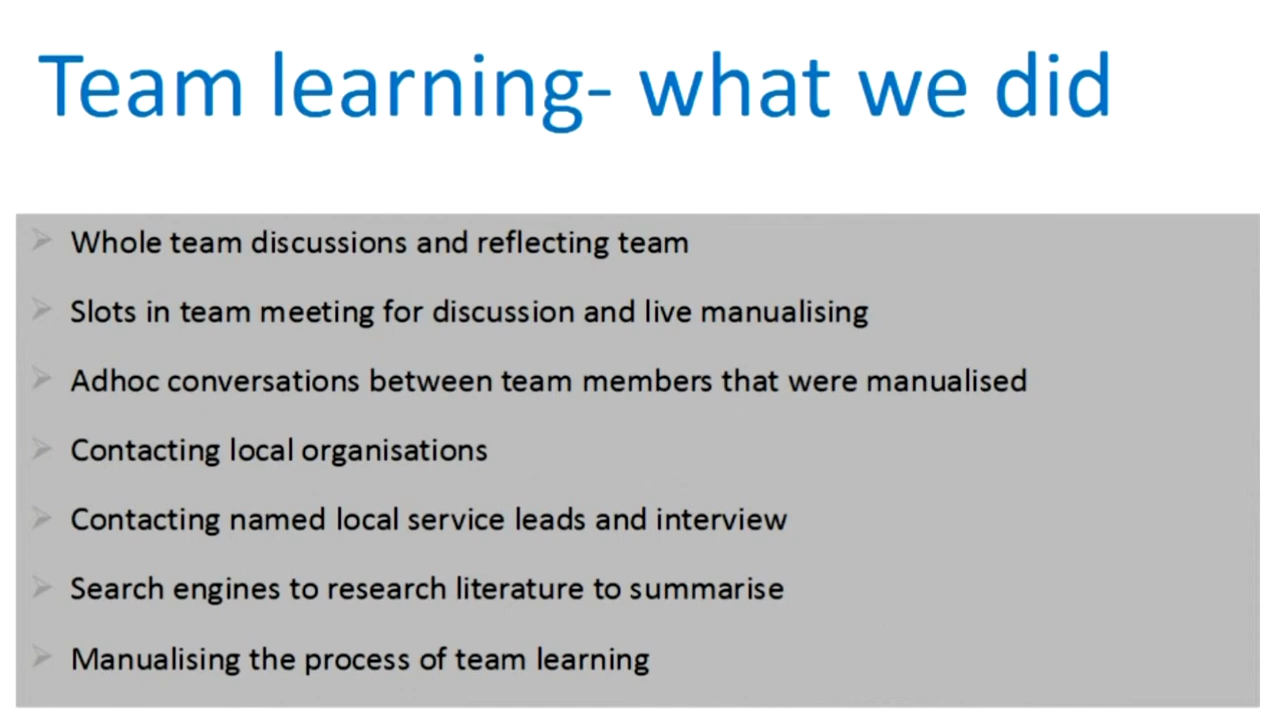 Team learning- what we did
Whole team discussions and reflecting team
Slots in team meeting for discussion and live manualising
Adhoc conversations between team members that were manualised
Contacting local organisations
Contacting named local service leads and interview
Search engines to research literature to summarise
Manualising the process of team learning